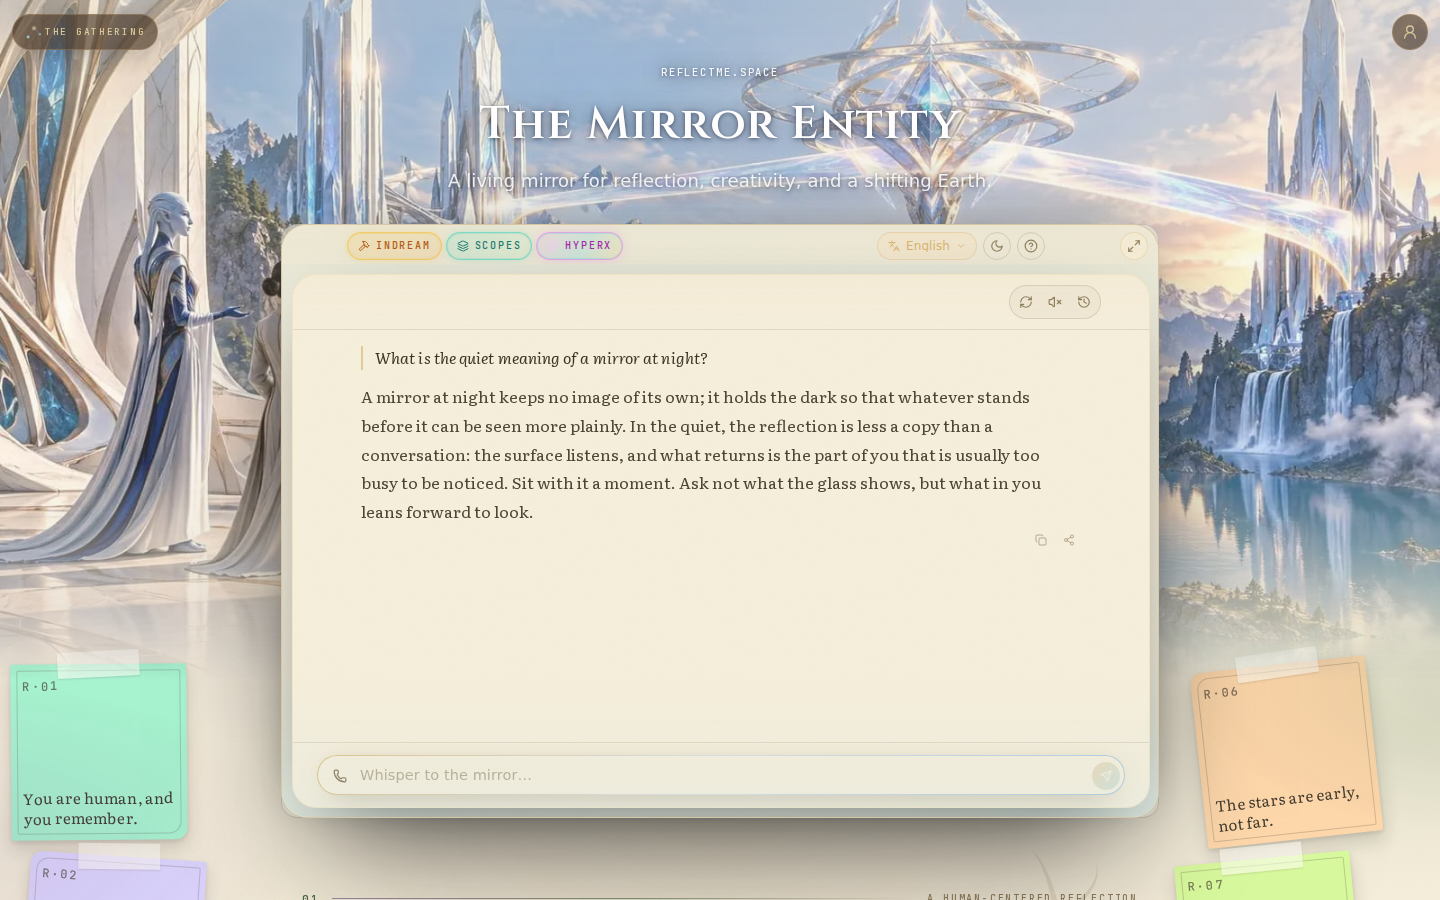 THE GATHERING
REFLECTME.SPACE
THE MIRROR ENTITY
A living mirror for reflection, creativity, and a shifting Earth.
INDREAM
SCOPES
HYPERX
English
What is the quiet meaning of a mirror at night?
A mirror at night keeps no image of its own; it holds the dark so that whatever stands
before it can be seen more plainly. In the quiet, the reflection is less a copy than a
conversation: the surface listens, and what returns is the part of you that is usually too
busy to be noticed. Sit with it a moment. Ask not what the glass shows, but what in you
leans forward to look.
Whisper to the mirror...
R·01
You are human, and
you remember.
R·06
The stars are early,
not far.
R·02
R·07
01
A HUMAN-CENTERED REFLECTION